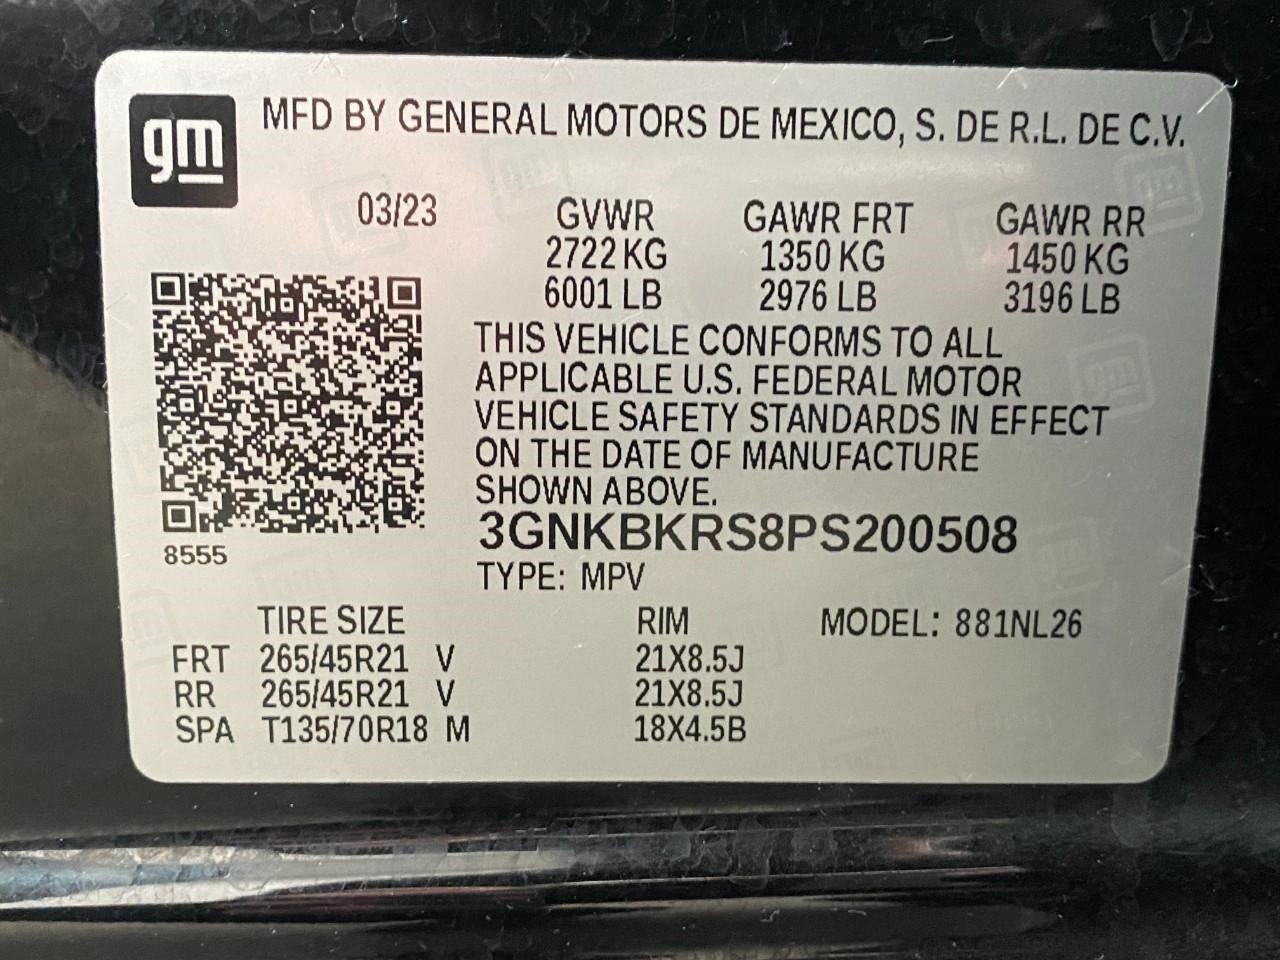 gm MFD BY GENERAL MOTORS DE MEXICO, S. DE R.L. DE C.V.
03/23 GVWR GAWR FRT GAWR RR
2722 KG 1350 KG 1450 KG
6001 LB 2976 LB 3196 LB
THIS VEHICLE CONFORMS TO ALL
APPLICABLE U.S. FEDERAL MOTOR
VEHICLE SAFETY STANDARDS IN EFFECT
ON THE DATE OF MANUFACTURE
SHOWN ABOVE.
3GNKBKRS8PS200508
8555
TYPE: MPV
TIRE SIZE RIM MODEL: 881NL26
FRT 265/45R21 V 21X8.5J
RR 265/45R21 V 21X8.5J
SPA T135/70R18 M 18X4.5B